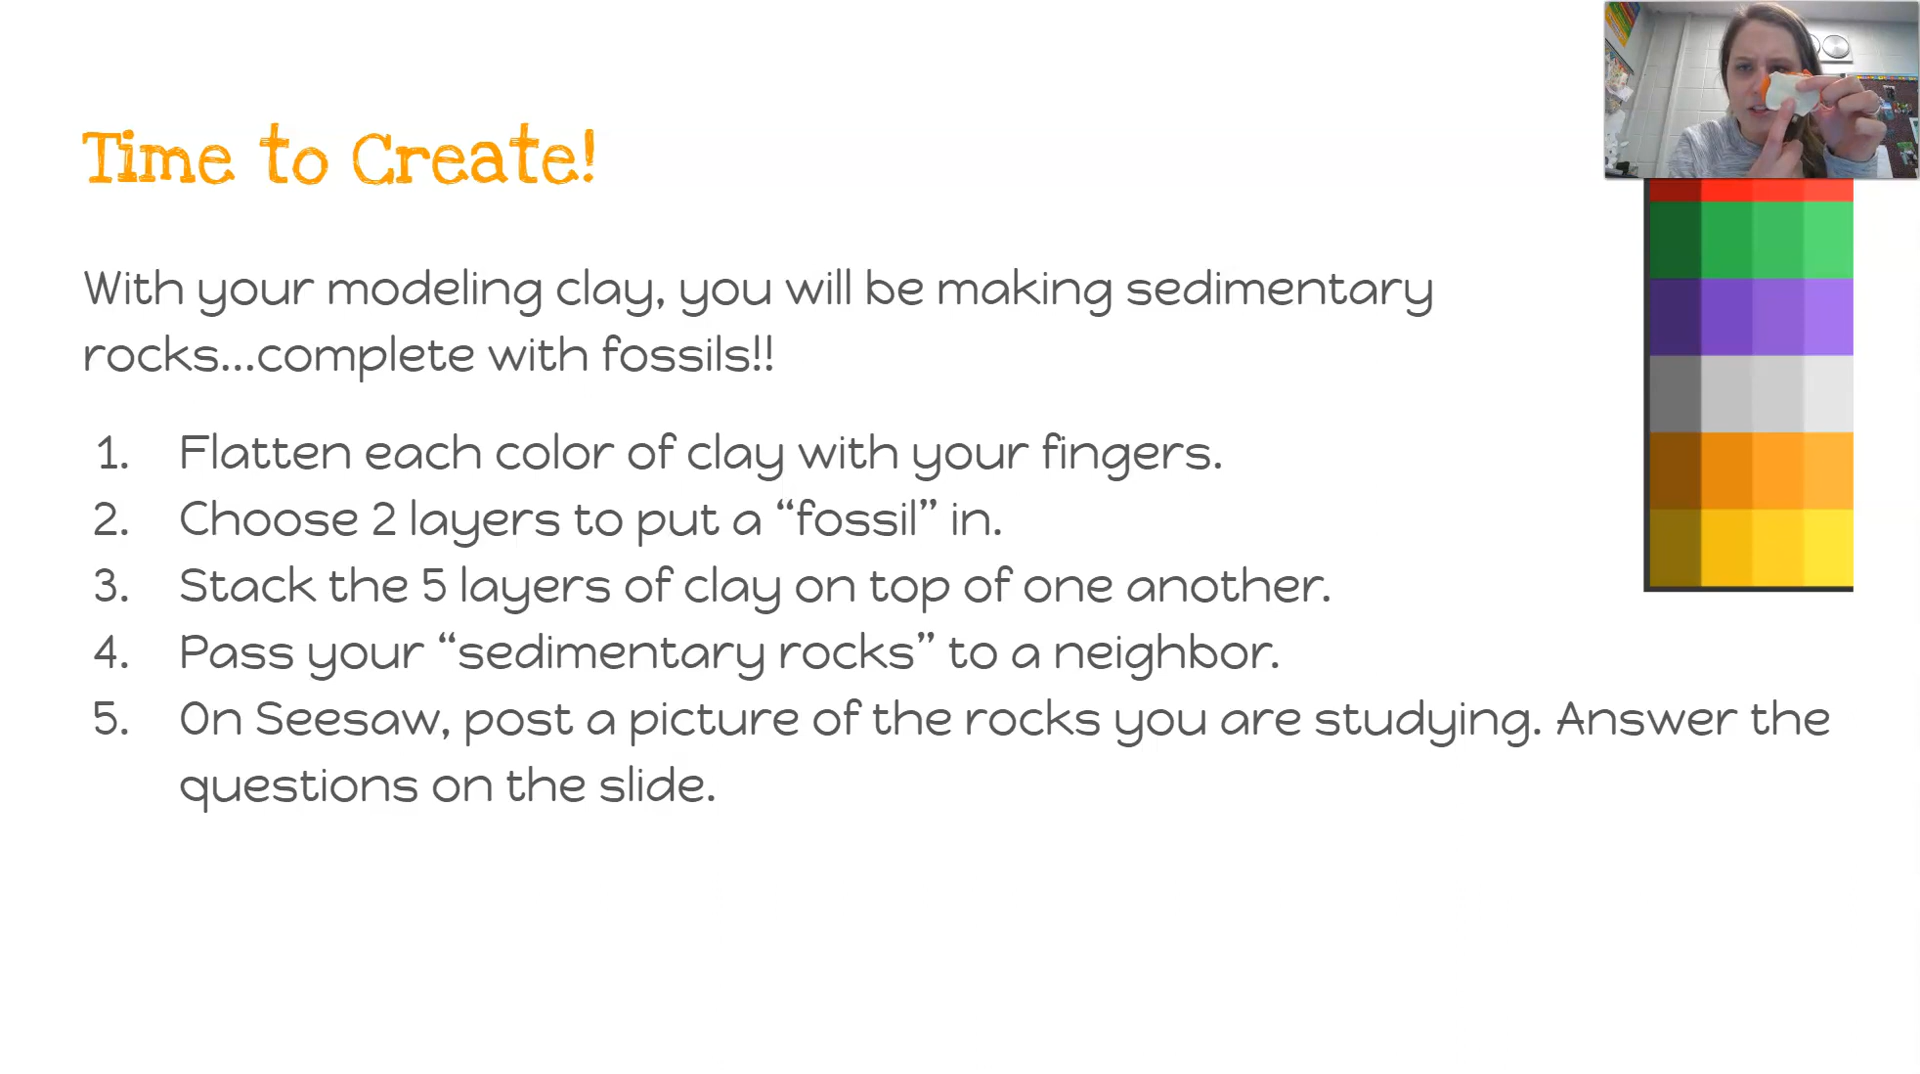 Time to Create!
With your modeling clay, you will be making sedimentary
rocks...complete with fossils!!
1. Flatten each color of clay with your fingers.
2. Choose 2 layers to put a “fossil” in.
3. Stack the 5 layers of clay on top of one another.
4. Pass your “sedimentary rocks” to a neighbor.
5. On Seesaw, post a picture of the rocks you are studying. Answer the
questions on the slide.